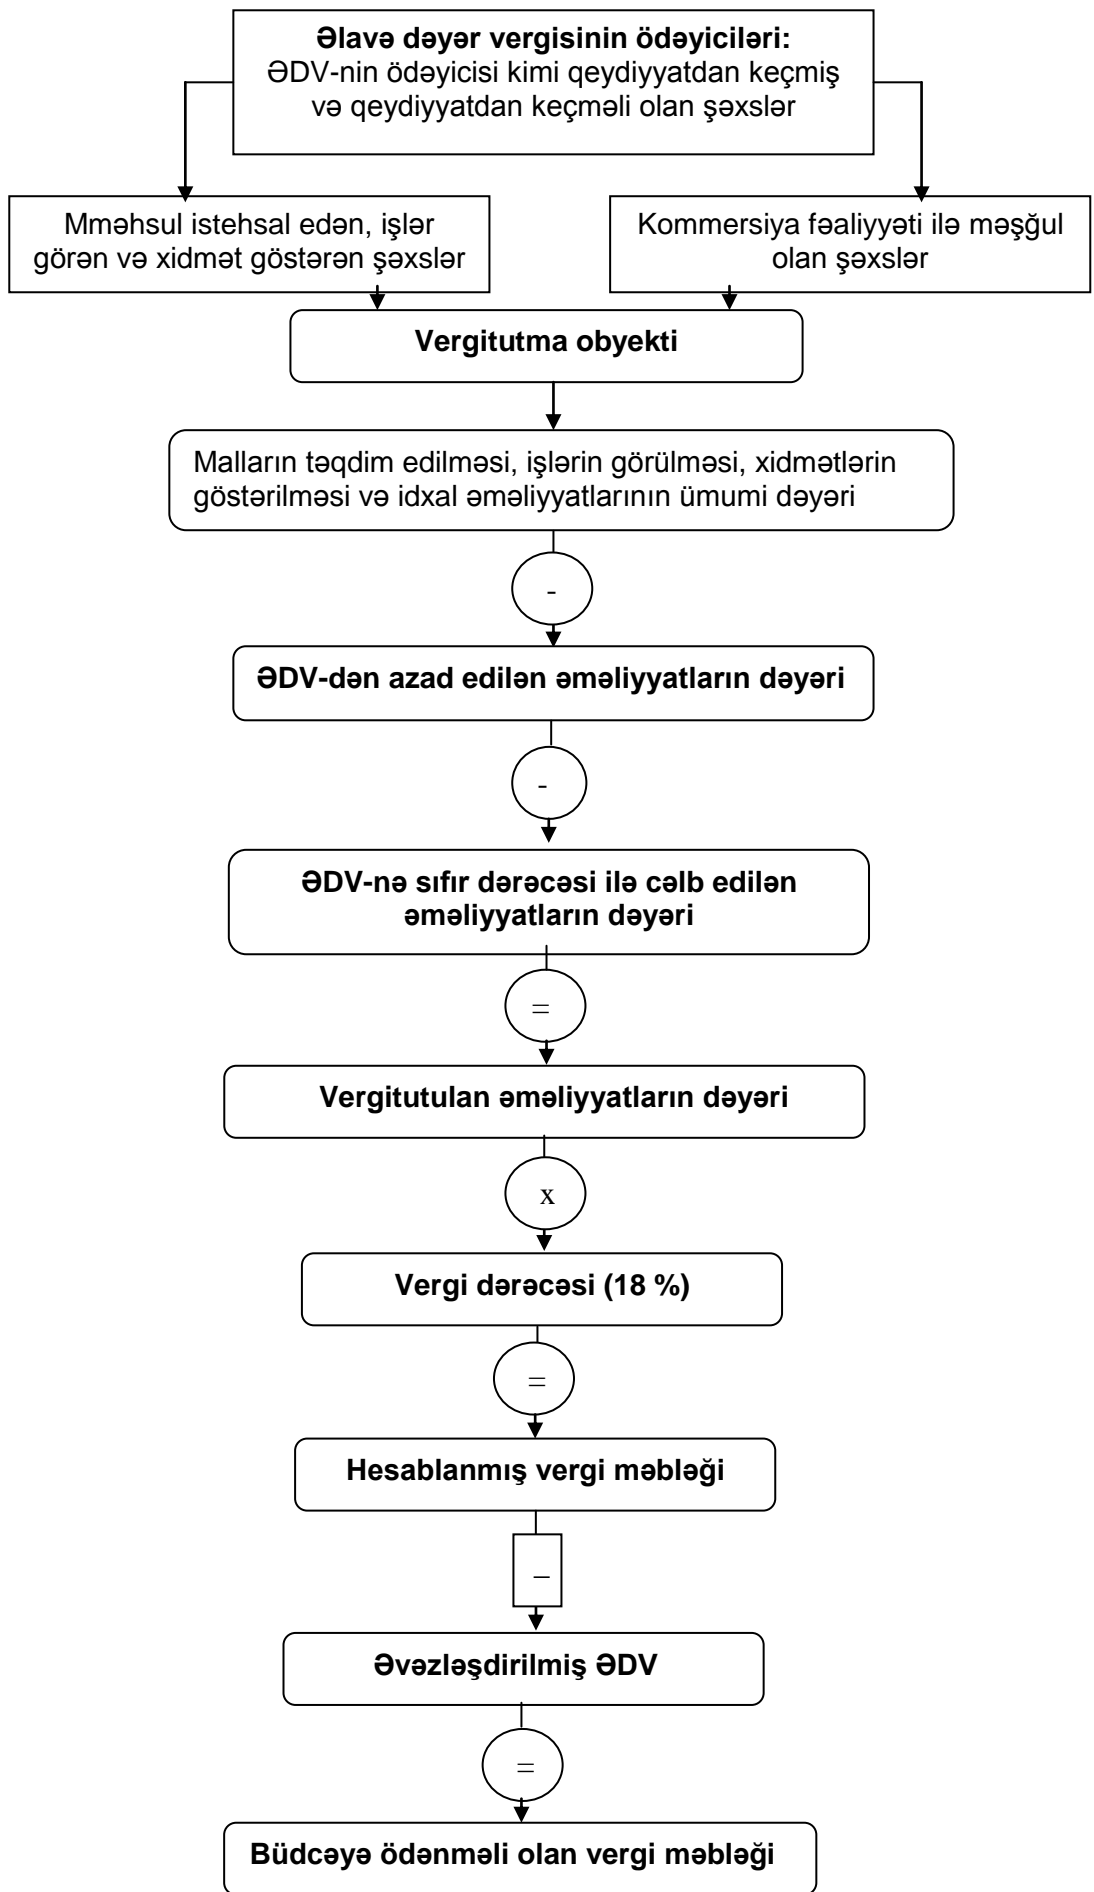 Əlavə dəyər vergisinin ödəyiciləri:
ƏDV-nin ödəyicisi kimi qeydiyyatdan keçmiş
və qeydiyyatdan keçməli olan şəxslər
Mməhsul istehsal edən, işlər
görən və xidmət göstərən şəxslər
Kommersiya fəaliyyəti ilə məşğul
olan şəxslər
Vergitutma obyekti
Malların təqdim edilməsi, işlərin görülməsi, xidmətlərin
göstərilməsi və idxal əməliyyatlarının ümumi dəyəri
-
ƏDV-dən azad edilən əməliyyatların dəyəri
-
ƏDV-nə sıfır dərəcəsi ilə cəlb edilən
əməliyyatların dəyəri
=
Vergitutulan əməliyyatların dəyəri
x
Vergi dərəcəsi (18 %)
=
Hesablanmış vergi məbləği
–
Əvəzləşdirilmiş ƏDV
=
Büdcəyə ödənməli olan vergi məbləği